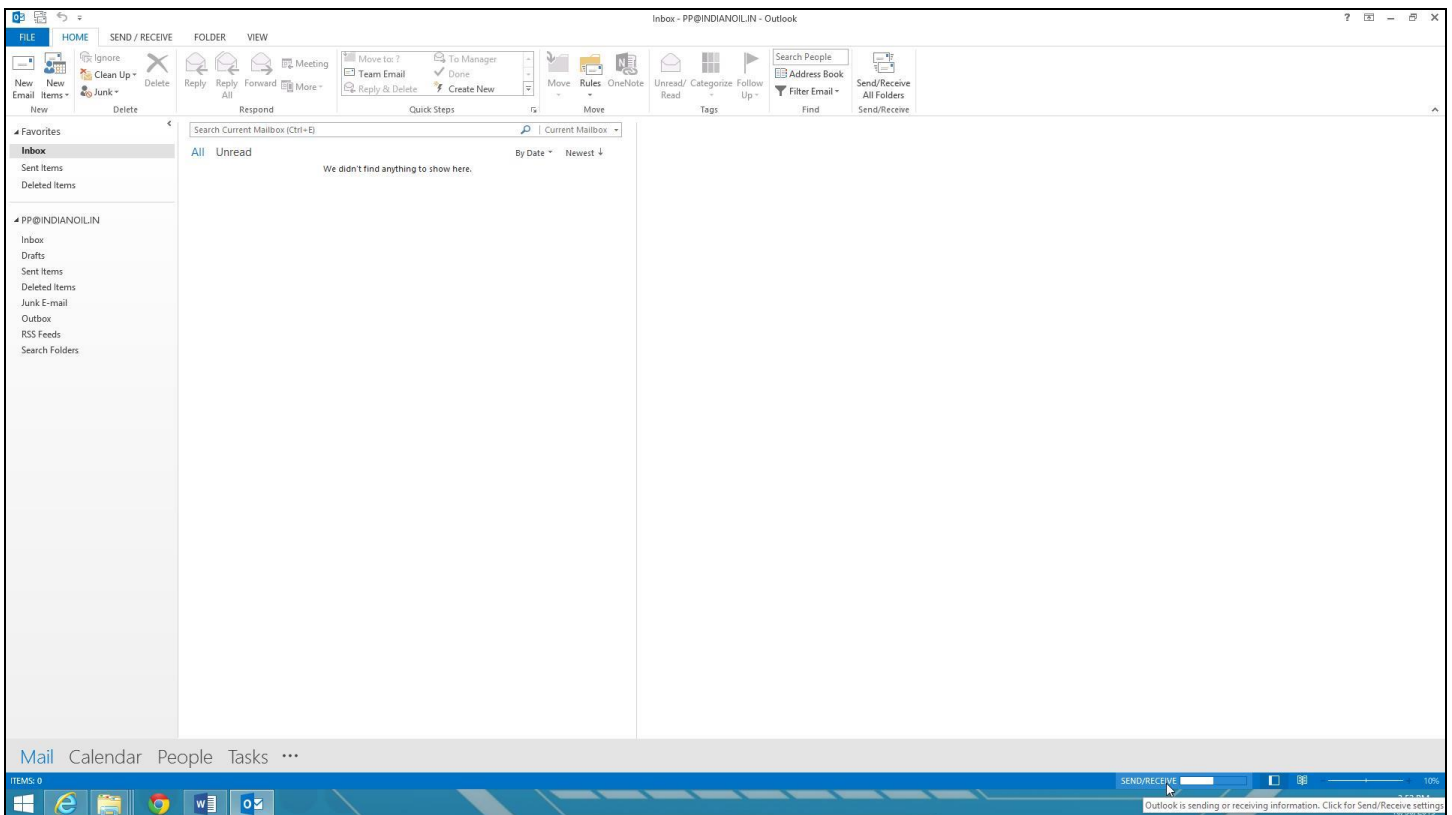 Inbox - PP@INDIANOIL.IN - Outlook
FILE HOME SEND / RECEIVE FOLDER VIEW
New Email
New Items
Ignore
Clean Up
Junk
Delete
Reply
Reply All
Forward
Meeting
More
Move to: ?
Team Email
Reply & Delete
To Manager
Done
Create New
Move
Rules
OneNote
Unread/ Read
Categorize
Follow Up
Search People
Address Book
Filter Email
Send/Receive All Folders
New Delete Respond Quick Steps Move Tags Find Send/Receive
Favorites
Inbox
Sent Items
Deleted Items
PP@INDIANOIL.IN
Inbox
Drafts
Sent Items
Deleted Items
Junk E-mail
Outbox
RSS Feeds
Search Folders
Search Current Mailbox (Ctrl+E) Current Mailbox
All Unread By Date Newest
We didn't find anything to show here.
Mail Calendar People Tasks
ITEMS: 0 SEND/RECEIVE 10%
Outlook is sending or receiving information. Click for Send/Receive settings